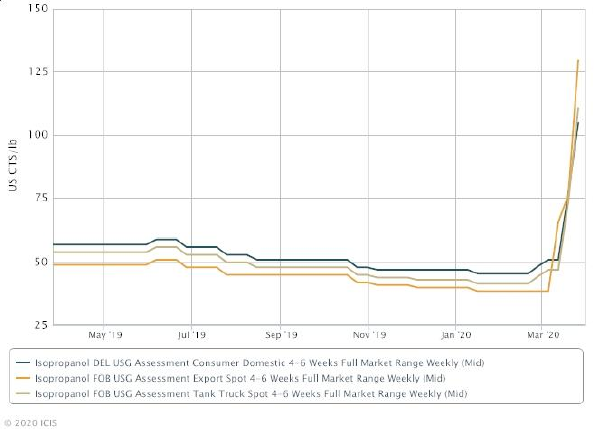 150
125
100
75
50
25
US CTS/lb
May '19
Jul '19
Sep '19
Nov '19
Jan '20
Mar '20
Isopropanol DEL USG Assessment Consumer Domestic 4-6 Weeks Full Market Range Weekly (Mid)
Isopropanol FOB USG Assessment Export Spot 4-6 Weeks Full Market Range Weekly (Mid)
Isopropanol FOB USG Assessment Tank Truck Spot 4-6 Weeks Full Market Range Weekly (Mid)
© 2020 ICIS